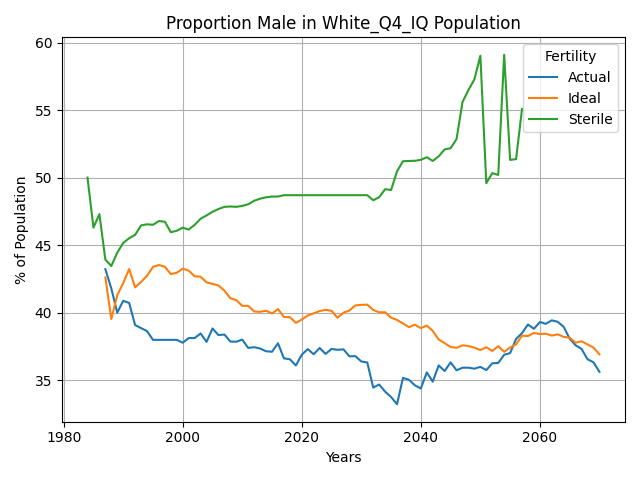 Proportion Male in White_Q4_IQ Population
60
55
50
45
40
35
% of Population
Fertility
Actual
Ideal
Sterile
1980
2000
2020
2040
2060
Years